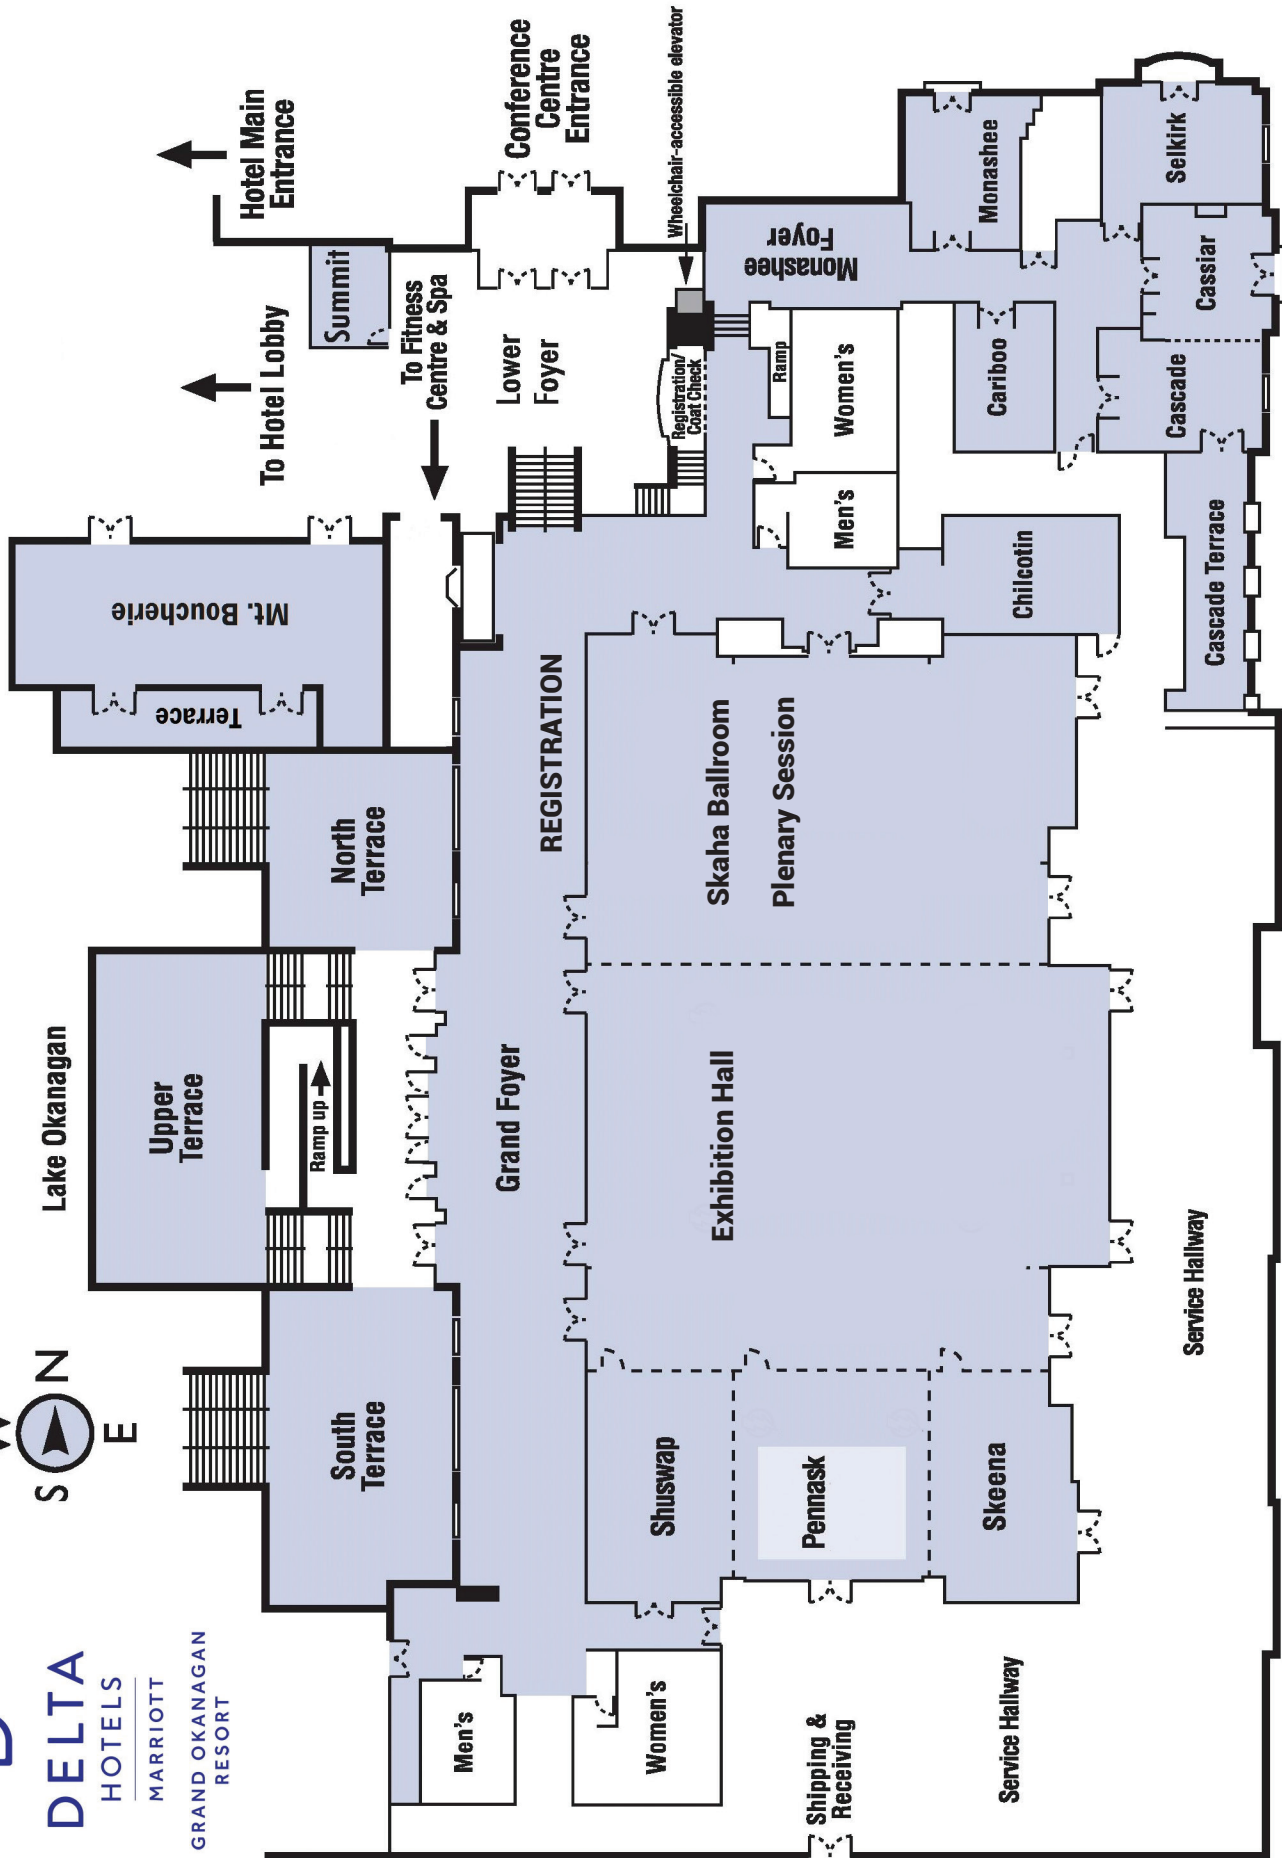 DELTA
HOTELS
MARRIOTT
GRAND OKANAGAN
RESORT
S
N
E
Lake Okanagan
Upper
Terrace
Ramp up
South
Terrace
North
Terrace
Terrace
Mt. Boucherie
To Hotel Lobby
Hotel Main
Entrance
Summit
To Fitness
Centre & Spa
Lower
Foyer
Conference
Centre
Entrance
Wheelchair-accessible elevator
Registration/
Coat Check
Grand Foyer
REGISTRATION
Men's
Women's
Shuswap
Pennask
Skeena
Exhibition Hall
Skaha Ballroom
Plenary Session
Monashee
Foyer
Ramp
Men's
Women's
Chilcotin
Cariboo
Monashee
Selkirk
Cassiar
Cascade
Cascade Terrace
Shipping &
Receiving
Service Hallway
Service Hallway